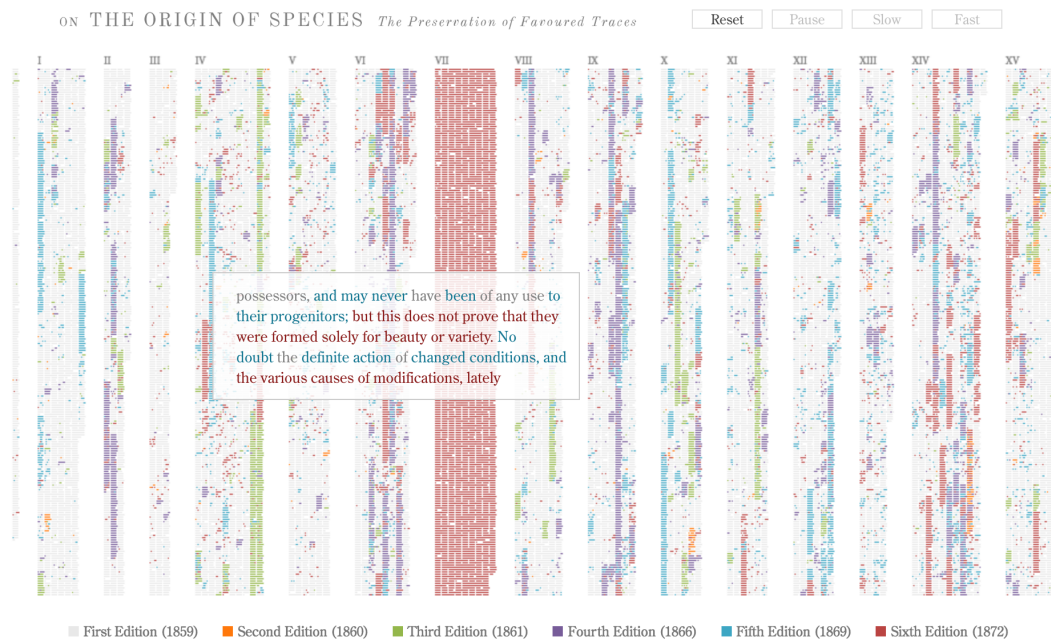 ON THE ORIGIN OF SPECIES The Preservation of Favoured Traces
Reset Pause Slow Fast
I II III IV V VI VII VIII IX X XI XII XIII XIV XV
possessors, and may never have been of any use to
their progenitors; but this does not prove that they
were formed solely for beauty or variety. No
doubt the definite action of changed conditions, and
the various causes of modifications, lately
First Edition (1859) Second Edition (1860) Third Edition (1861) Fourth Edition (1866) Fifth Edition (1869) Sixth Edition (1872)